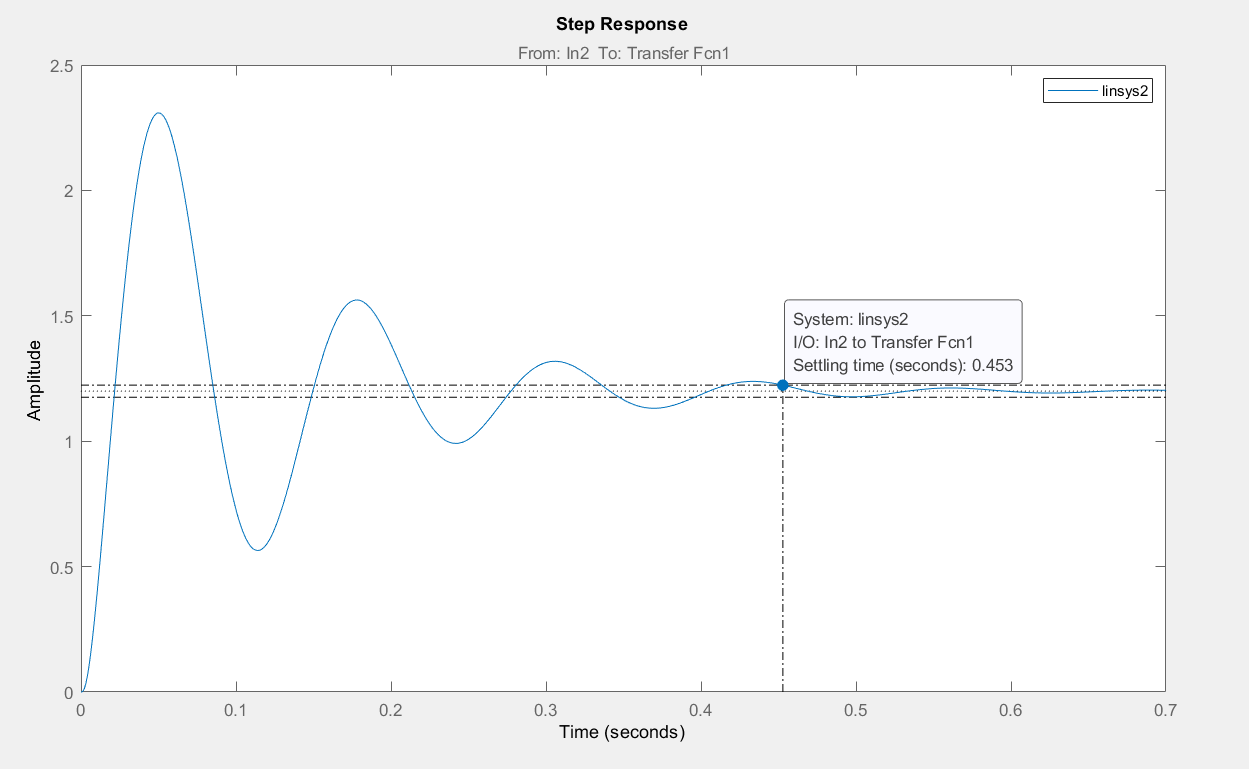 Step Response
From: In2  To: Transfer Fcn1
linsys2
2.5
2
1.5
1
0.5
0
Amplitude
System: linsys2
I/O: In2 to Transfer Fcn1
Settling time (seconds): 0.453
0 0.1 0.2 0.3 0.4 0.5 0.6 0.7
Time (seconds)